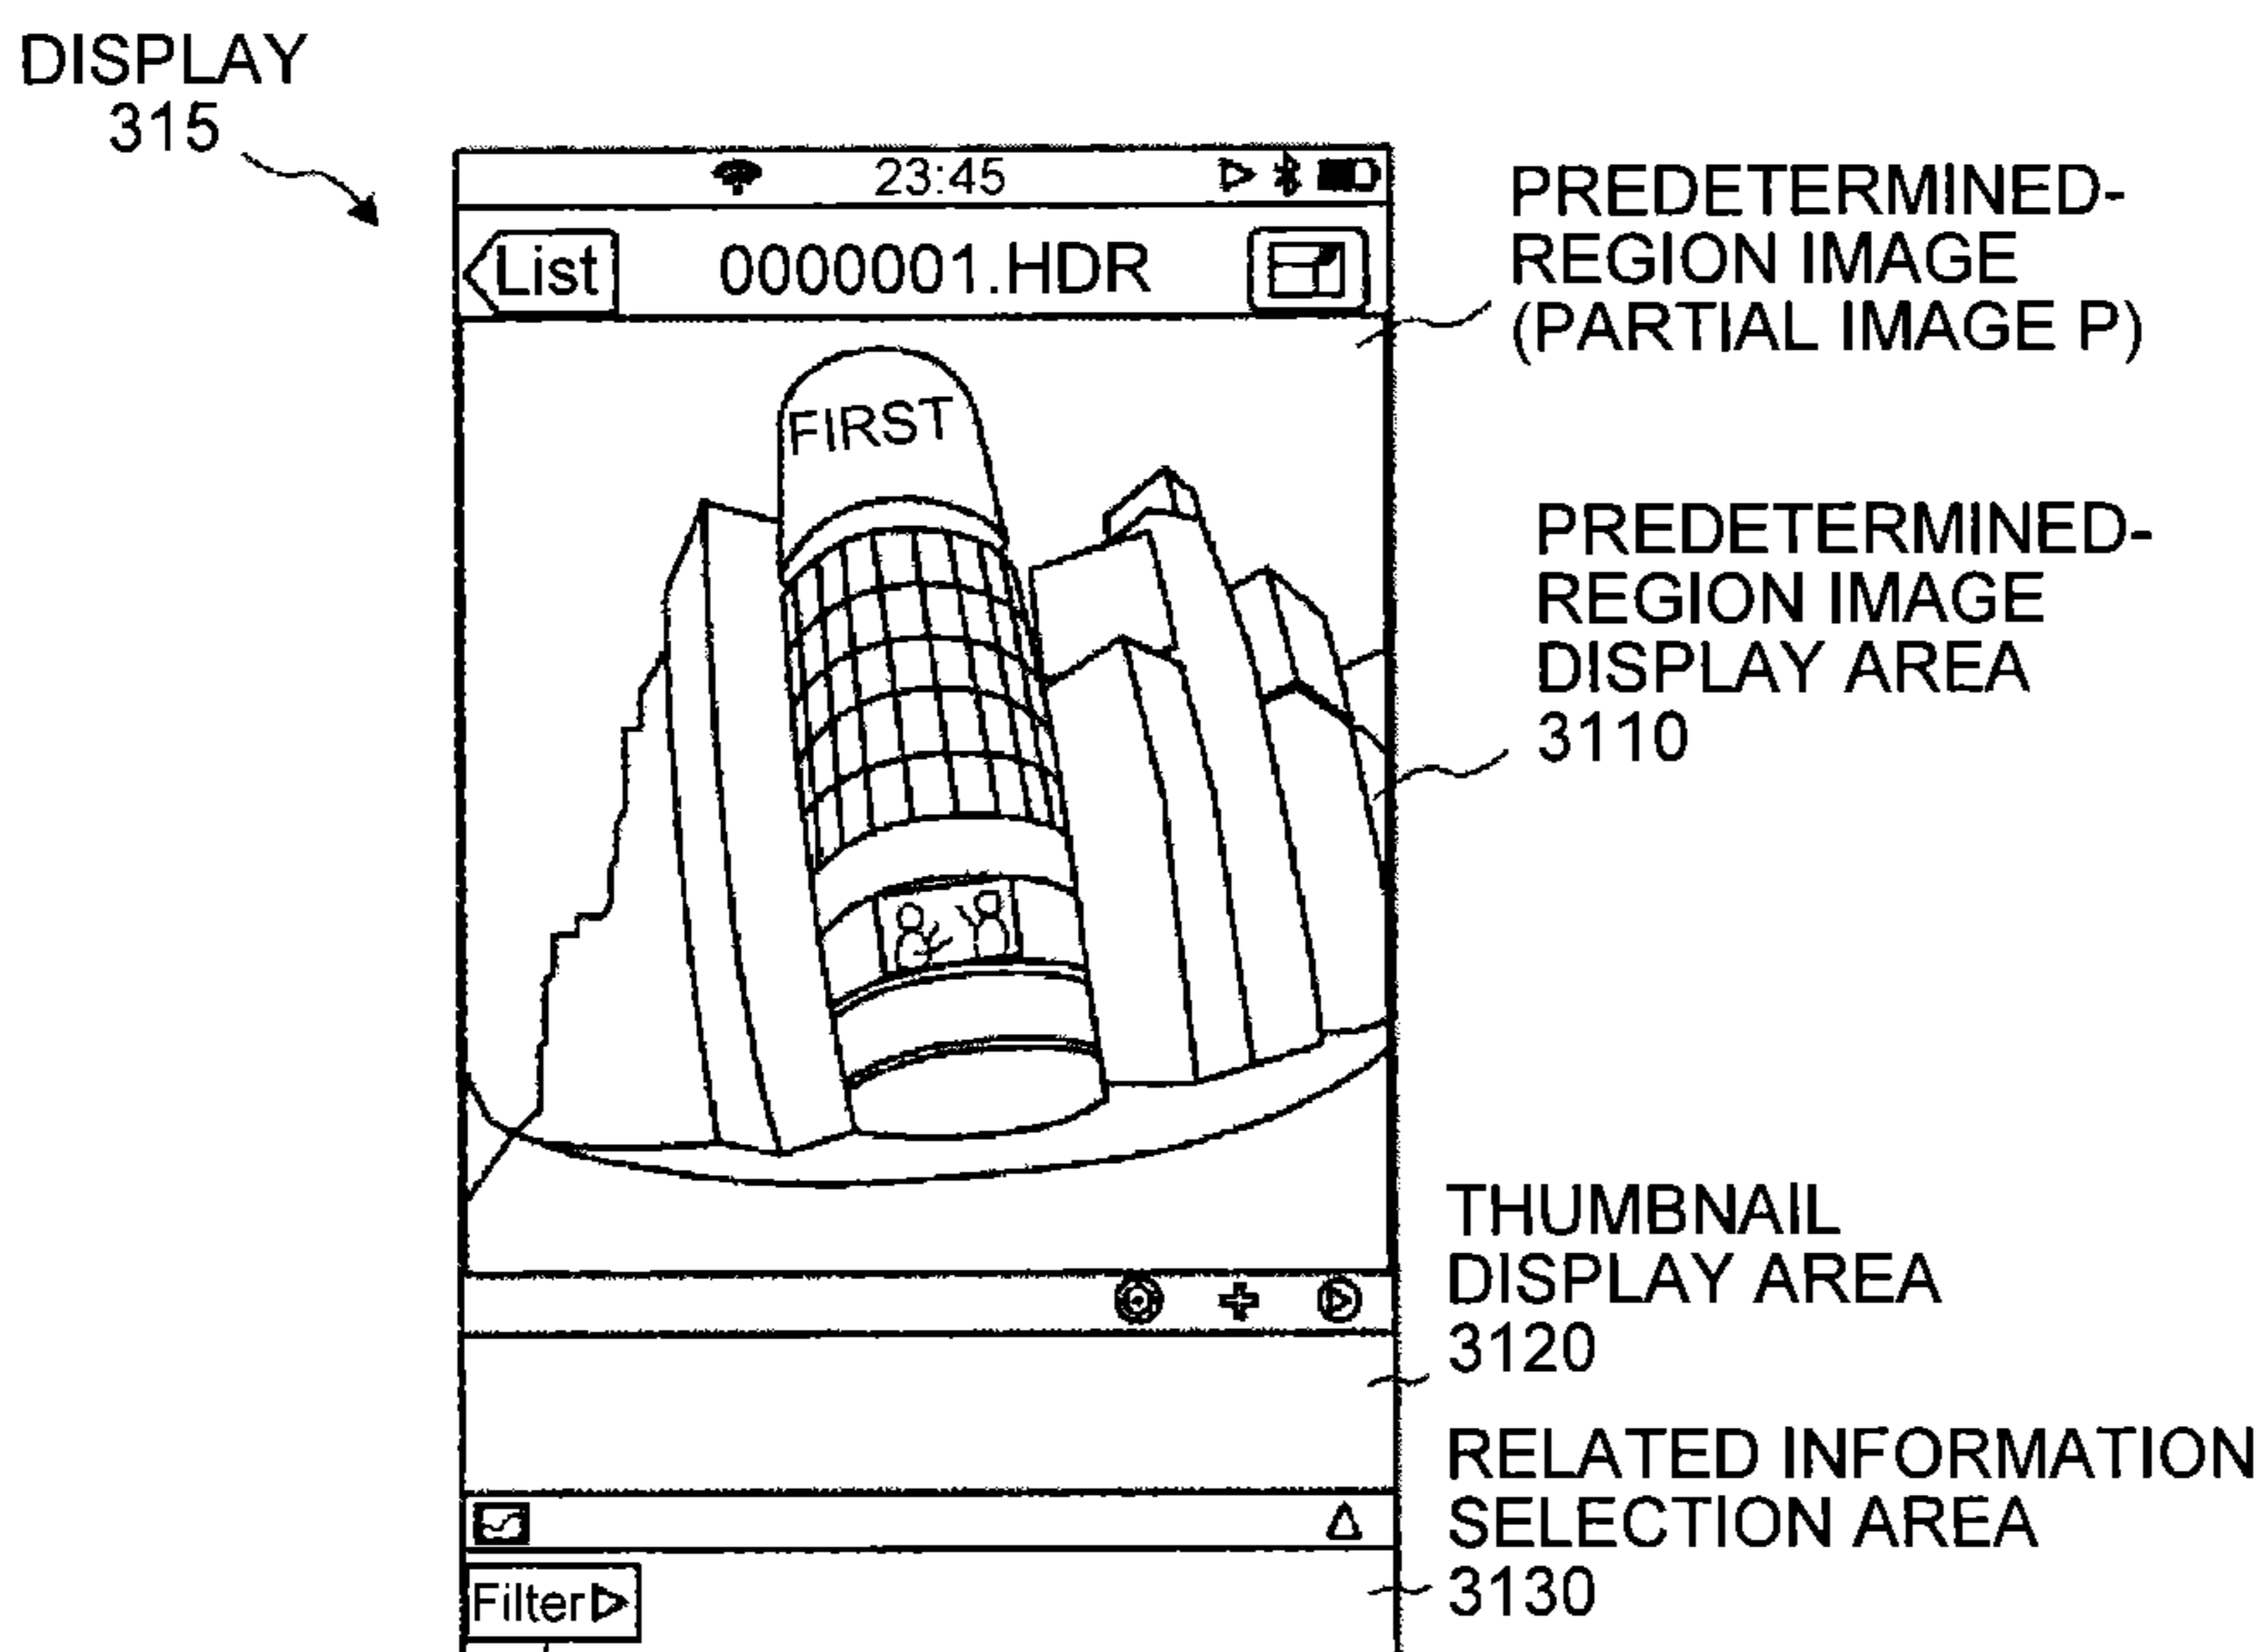 DISPLAY
315
23:45
List
0000001.HDR
PREDETERMINED-
REGION IMAGE
(PARTIAL IMAGE P)
FIRST
PREDETERMINED-
REGION IMAGE
DISPLAY AREA
3110
THUMBNAIL
DISPLAY AREA
3120
RELATED INFORMATION
SELECTION AREA
3130
Filter